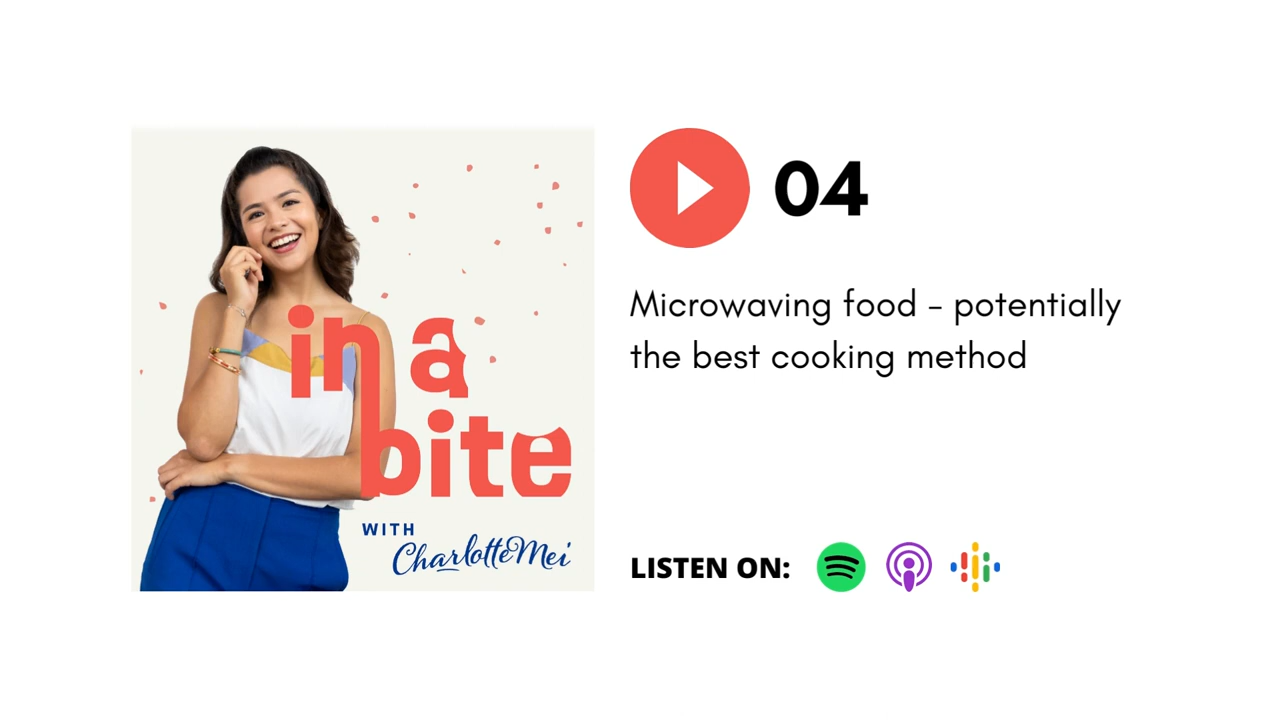 in a
bite
WITH
CharlotteMei
04
Microwaving food - potentially
the best cooking method
LISTEN ON: